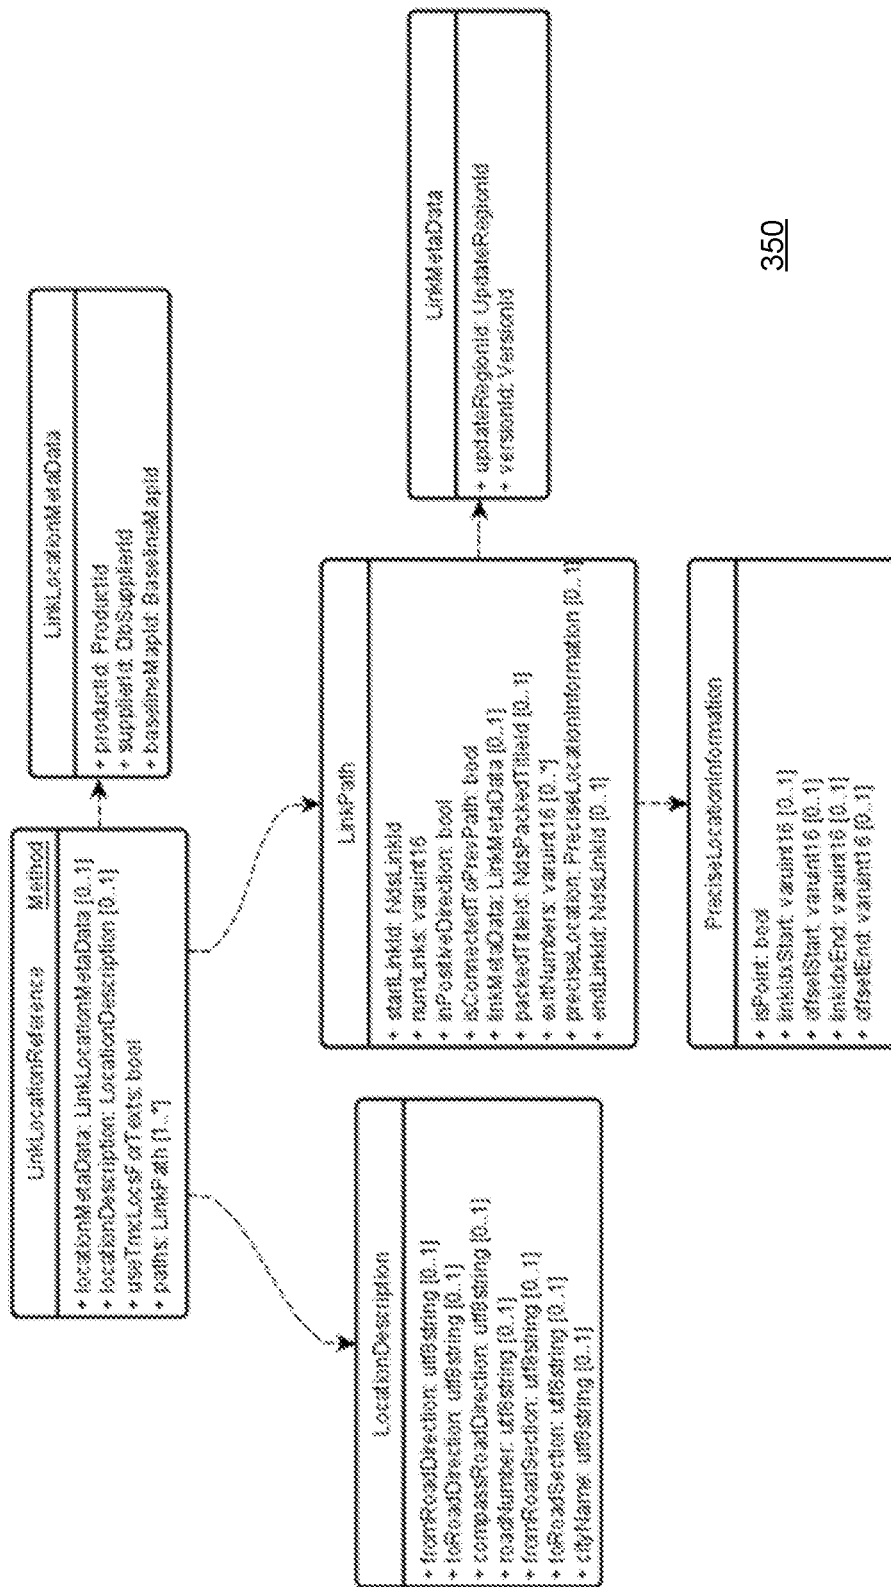 LinkLocationReference Method
+ locationMetaData: LinkLocationMetaData [0..1]
+ locationDescription: LocationDescription [0..1]
+ useTmcLocsForTexts: bool
+ paths: LinkPath [1..*]
LinkLocationMetaData
+ productId: ProductId
+ supplierId: DbSupplierId
+ baselineMapId: BaselineMapId
LocationDescription
+ fromRoadDirection: utf8string [0..1]
+ toRoadDirection: utf8string [0..1]
+ compassRoadDirection: utf8string [0..1]
+ roadNumber: utf8string [0..1]
+ fromRoadSection: utf8string [0..1]
+ toRoadSection: utf8string [0..1]
+ cityName: utf8string [0..1]
LinkPath
+ startLinkId: NdsLinkId
+ numLinks: varuint16
+ inPositiveDirection: bool
+ isConnectedToPrevPath: bool
+ linkMetaData: LinkMetaData [0..1]
+ packedTileId: NdsPackedTileId [0..1]
+ exitNumbers: varuint16 [0..*]
+ preciseLocation: PreciseLocationInformation [0..1]
+ endLinkId: NdsLinkId [0..1]
LinkMetaData
+ updateRegionId: UpdateRegionId
+ versionId: VersionId
PreciseLocationInformation
+ isPoint: bool
+ linkIdxStart: varuint16 [0..1]
+ offsetStart: varuint16 [0..1]
+ linkIdxEnd: varuint16 [0..1]
+ offsetEnd: varuint16 [0..1]
350